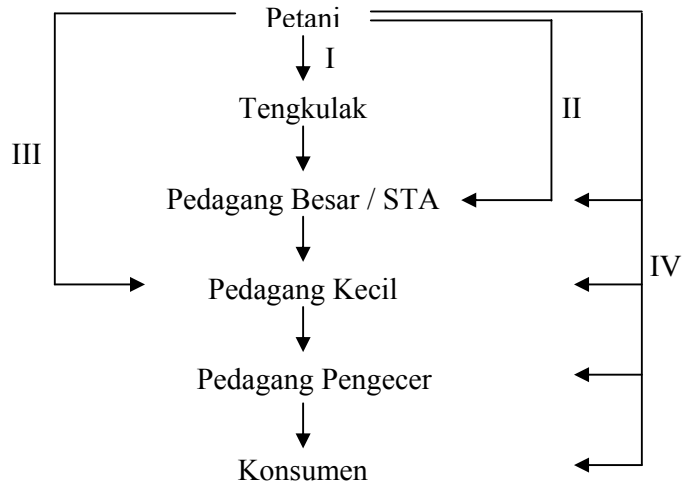 Petani
I
Tengkulak
II
III
Pedagang Besar / STA
IV
Pedagang Kecil
Pedagang Pengecer
Konsumen